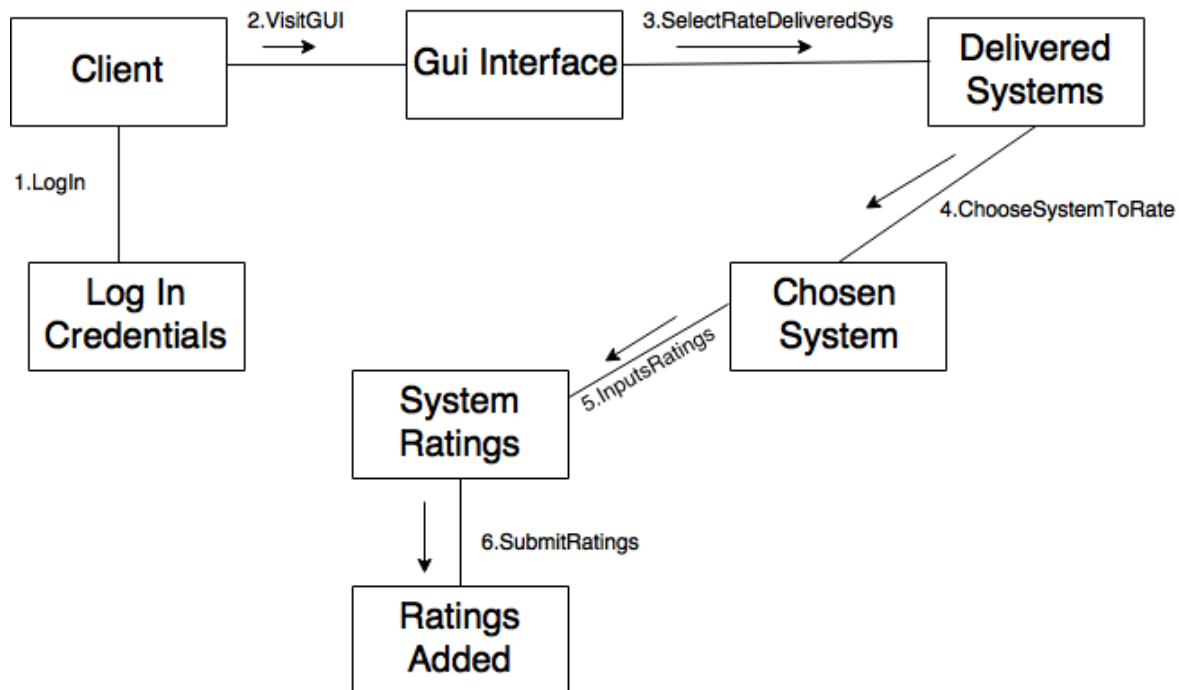 2.VisitGUI
3.SelectRateDeliveredSys
Client
Gui Interface
Delivered
Systems
1.LogIn
4.ChooseSystemToRate
Log In
Credentials
Chosen
System
5.InputsRatings
System
Ratings
6.SubmitRatings
Ratings
Added